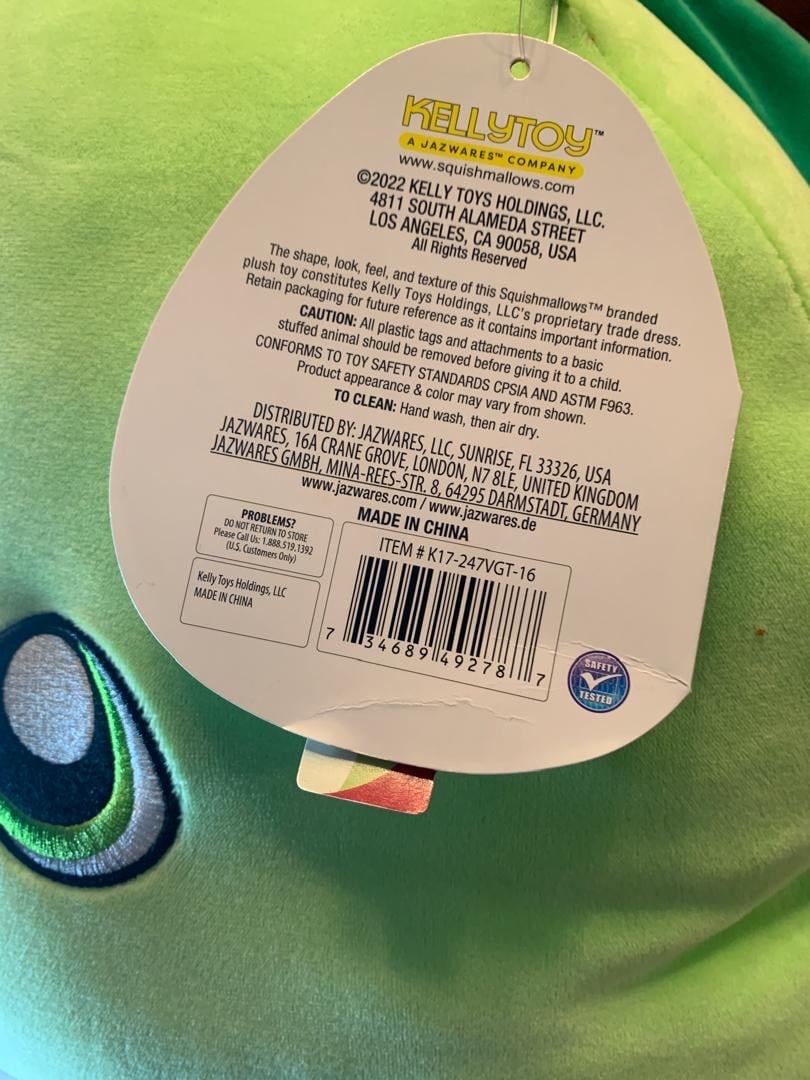 KELLYTOY™
A JAZWARES™ COMPANY
www.squishmallows.com
©2022 KELLY TOYS HOLDINGS, LLC.
4811 SOUTH ALAMEDA STREET
LOS ANGELES, CA 90058, USA
All Rights Reserved
The shape, look, feel, and texture of this Squishmallows™ branded
plush toy constitutes Kelly Toys Holdings, LLC's proprietary trade dress.
Retain packaging for future reference as it contains important information.
CAUTION: All plastic tags and attachments to a basic
stuffed animal should be removed before giving it to a child.
CONFORMS TO TOY SAFETY STANDARDS CPSIA AND ASTM F963.
Product appearance & color may vary from shown.
TO CLEAN: Hand wash, then air dry.
DISTRIBUTED BY: JAZWARES, LLC, SUNRISE, FL 33326, USA
JAZWARES, 16A CRANE GROVE, LONDON, N7 8LE, UNITED KINGDOM
JAZWARES GMBH, MINA-REES-STR. 8, 64295 DARMSTADT, GERMANY
www.jazwares.com / www.jazwares.de
MADE IN CHINA
PROBLEMS?
DO NOT RETURN TO STORE
Please Call Us: 1.888.519.1392
(U.S. Customers Only)
Kelly Toys Holdings, LLC
MADE IN CHINA
ITEM # K17-247VGT-16
7 34689 49278 7
SAFETY
TESTED